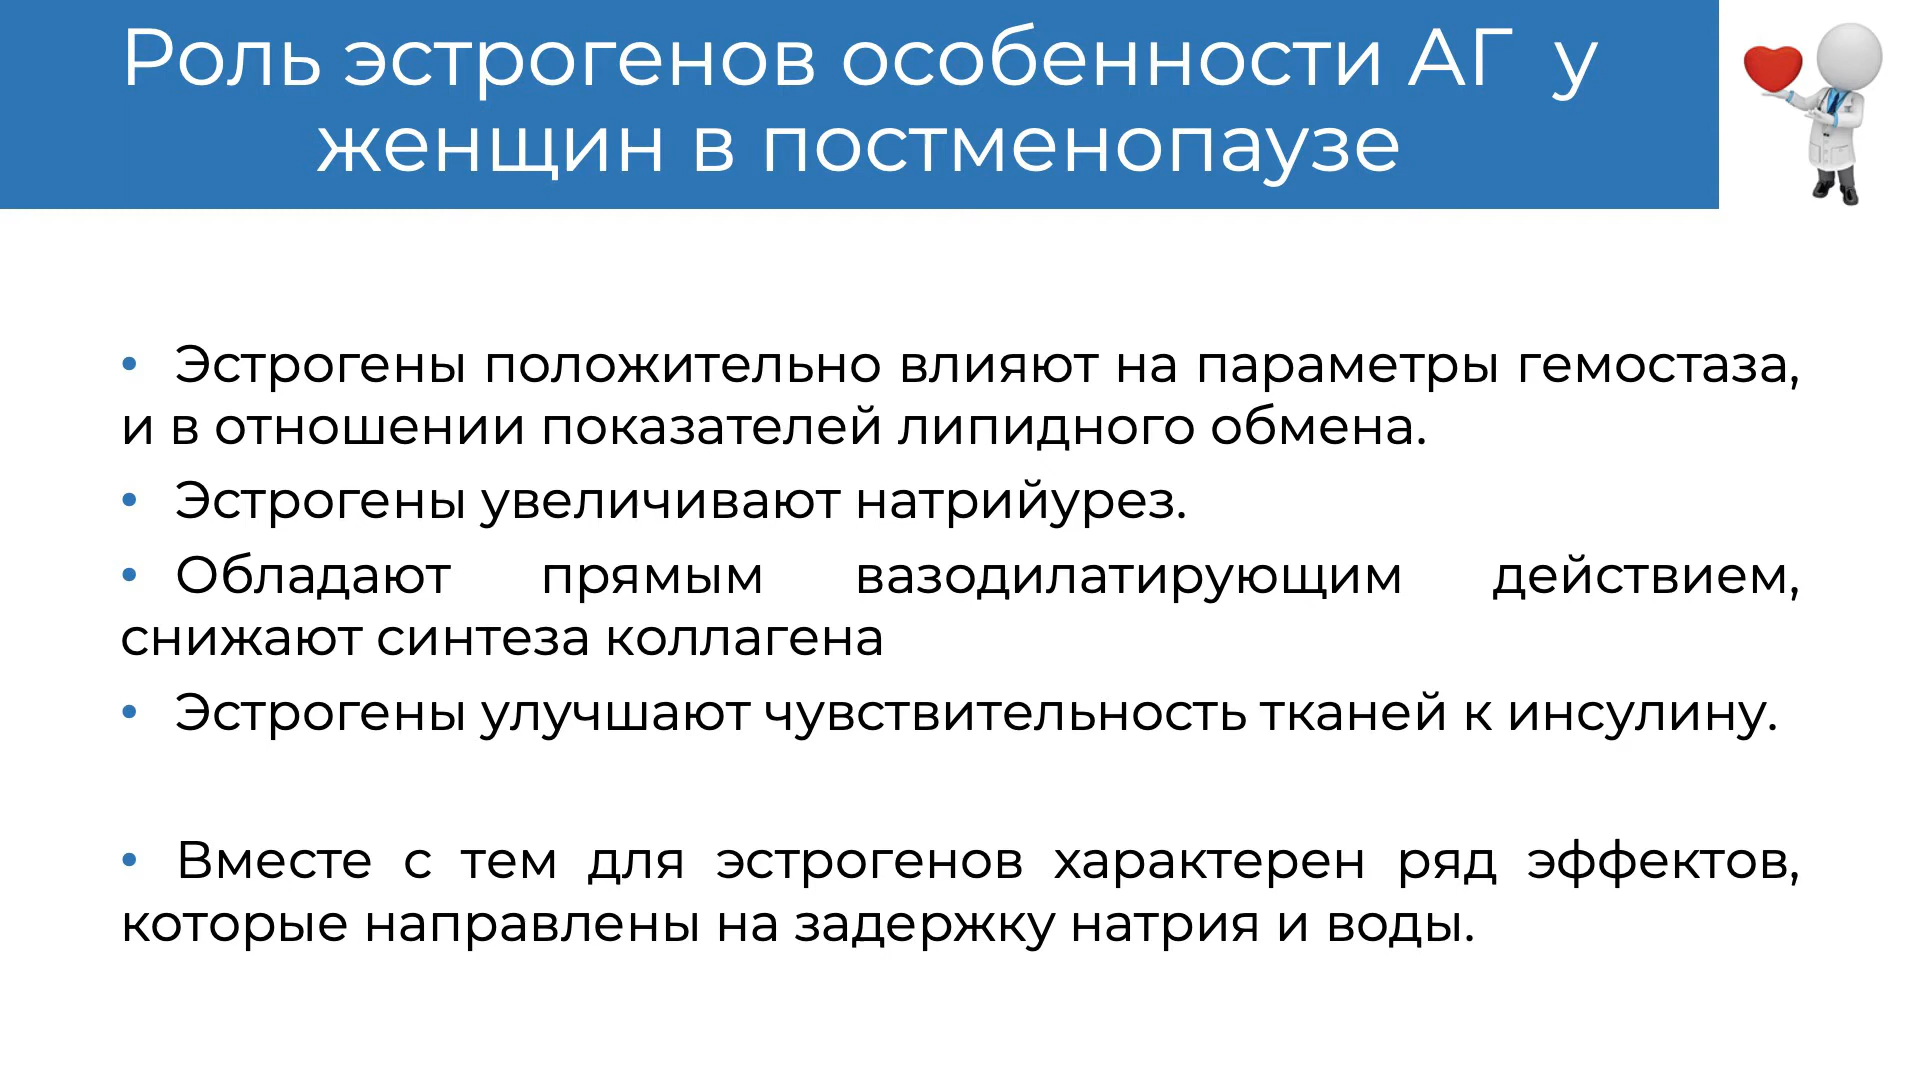 Роль эстрогенов особенности АГ  у
женщин в постменопаузе
• Эстрогены положительно влияют на параметры гемостаза,
и в отношении показателей липидного обмена.
• Эстрогены увеличивают натрийурез.
• Обладают прямым вазодилатирующим действием,
снижают синтеза коллагена
• Эстрогены улучшают чувствительность тканей к инсулину.
• Вместе с тем для эстрогенов характерен ряд эффектов,
которые направлены на задержку натрия и воды.